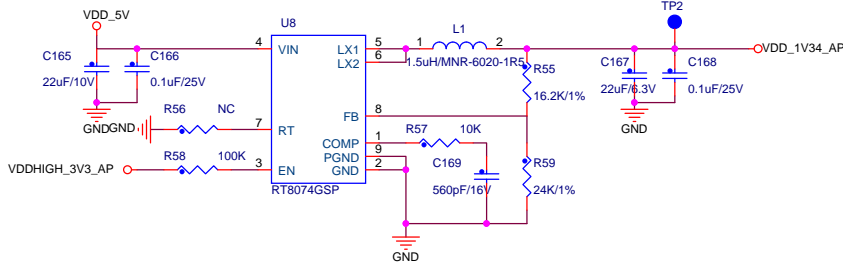 VDD_5V
TP2
U8
C165
C166
22uF/10V
0.1uF/25V
GND
4
VIN
LX1
LX2
5
6
1
L1
2
1.5uH/MNR-6020-1R5
VDD_1V34_AP
R55
16.2K/1%
C167
C168
22uF/6.3V
0.1uF/25V
GND
GND
R56
NC
7
RT
FB
8
VDDHIGH_3V3_AP
R58
100K
3
EN
COMP
PGND
GND
1
9
2
R57
10K
C169
560pF/16V
R59
24K/1%
RT8074GSP
GND